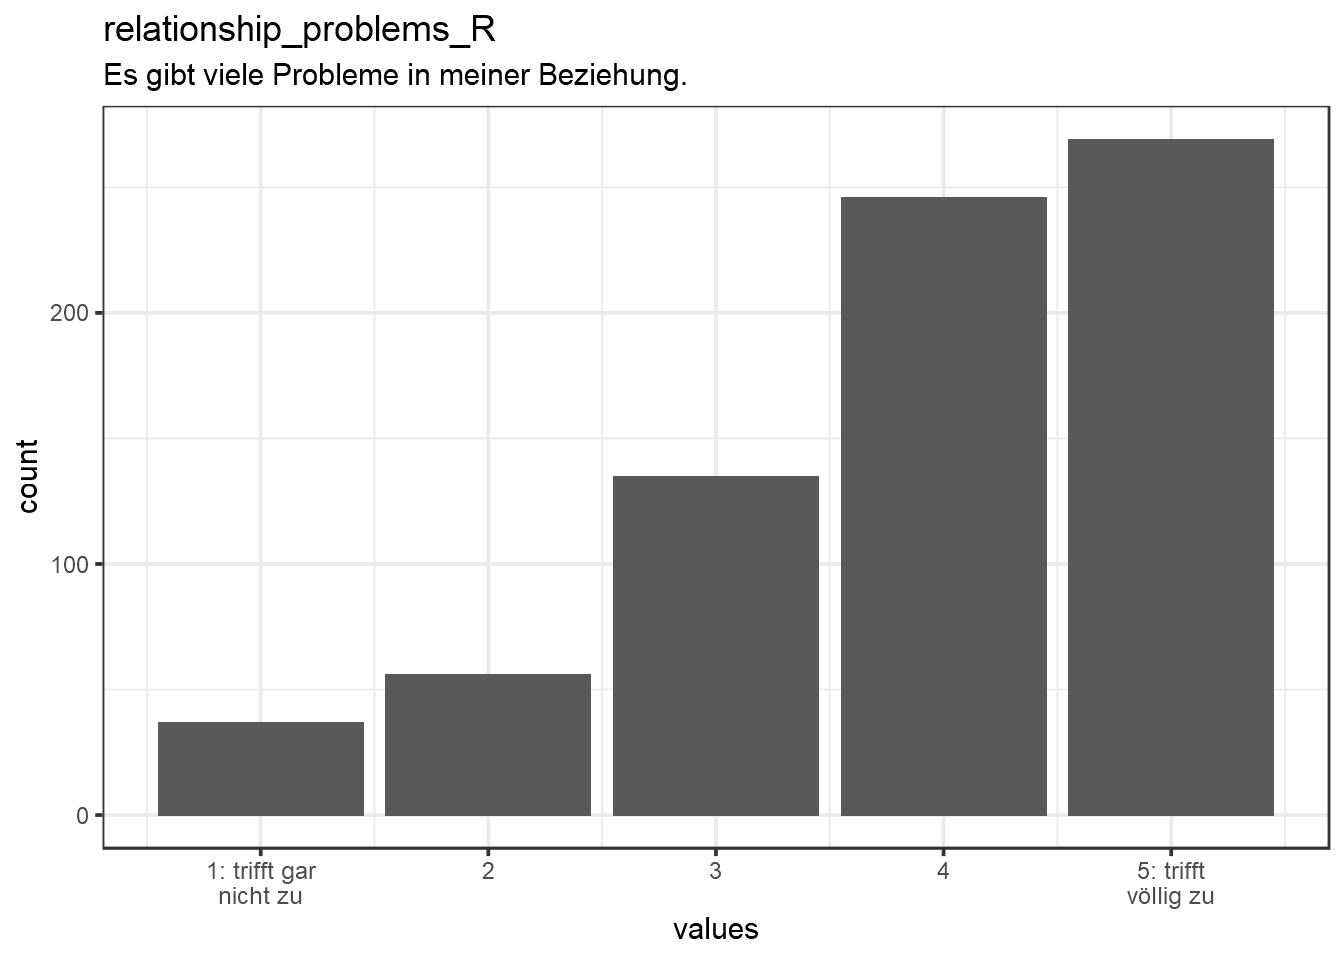 relationship_problems_R
Es gibt viele Probleme in meiner Beziehung.
count
200
100
0
1: trifft gar
nicht zu
2
3
4
5: trifft
völlig zu
values